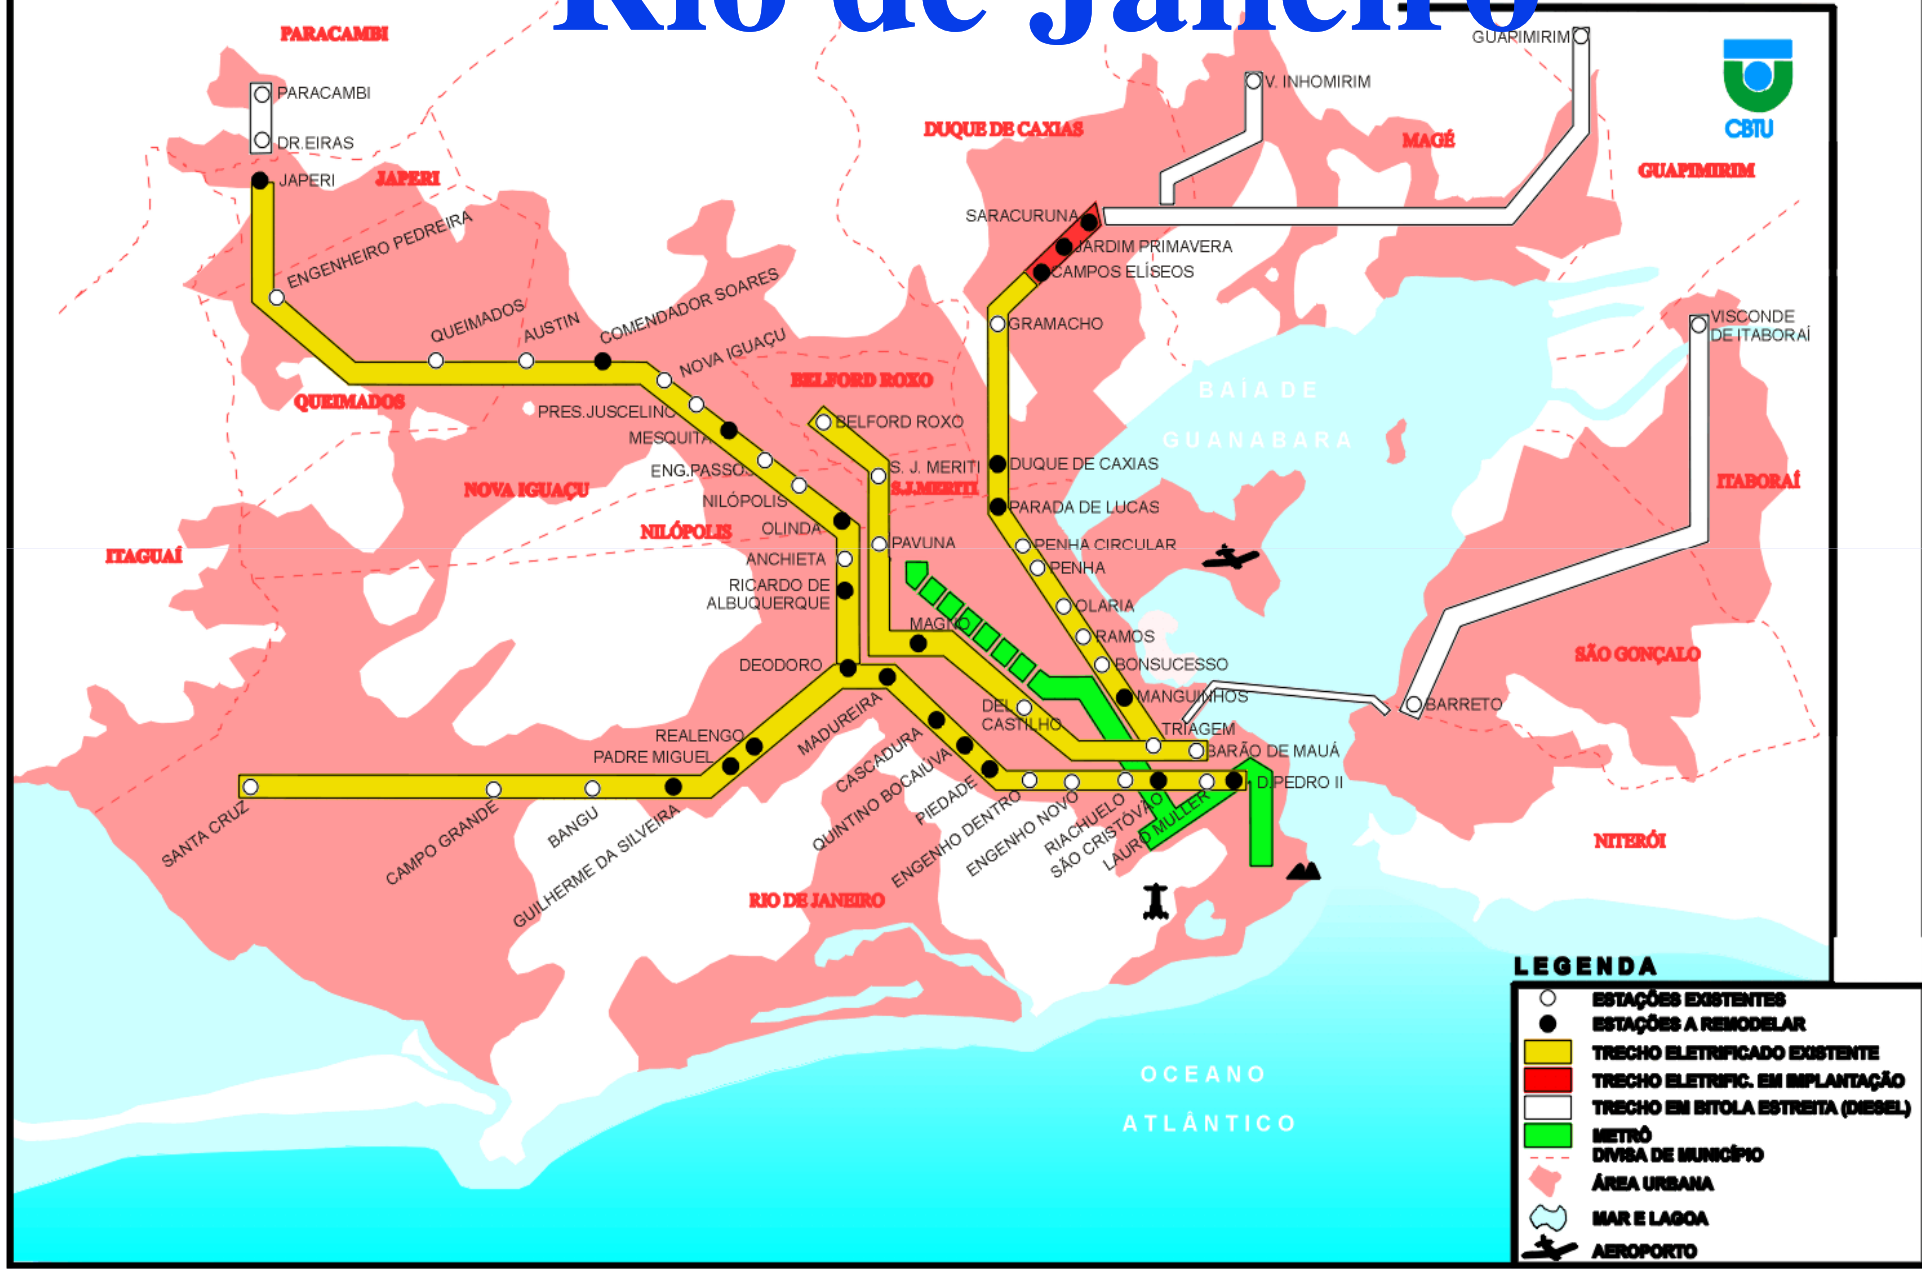 Rio de Janeiro
PARACAMBI
GUAPIMIRIM
V. INHOMIRIM
PARACAMBI
DR.EIRAS
DUQUE DE CAXIAS
MAGÉ
CBTU
GUAPIMIRIM
JAPERI
JAPERI
ENGENHEIRO PEDREIRA
SARACURUNA
JARDIM PRIMAVERA
CAMPOS ELÍSEOS
QUEIMADOS
AUSTIN
COMENDADOR SOARES
NOVA IGUAÇU
GRAMACHO
VISCONDE
DE ITABORAÍ
BELFORD ROXO
BAÍA DE
GUANABARA
QUEIMADOS
PRES.JUSCELINO
BELFORD ROXO
MESQUITA
ENG.PASSOS
S. J. MERITI
DUQUE DE CAXIAS
NOVA IGUAÇU
S.J.MERITI
ITABORAÍ
NILÓPOLIS
PARADA DE LUCAS
NILÓPOLIS
OLINDA
PAVUNA
PENHA CIRCULAR
ITAGUAÍ
ANCHIETA
PENHA
RICARDO DE
ALBUQUERQUE
OLARIA
MAGNO
RAMOS
DEODORO
BONSUCESSO
SÃO GONÇALO
MANGUINHOS
DEL
CASTILHO
BARRETO
TRIAGEM
REALENGO
PADRE MIGUEL
MADUREIRA
BARÃO DE MAUÁ
CASCADURA
QUINTINO BOCAIÚVA
PIEDADE
D.PEDRO II
SANTA CRUZ
CAMPO GRANDE
BANGU
GUILHERME DA SILVEIRA
ENGENHO DENTRO
ENGENHO NOVO
RIACHUELO
SÃO CRISTÓVÃO
LAURO MULLER
NITERÓI
RIO DE JANEIRO
OCEANO
ATLÂNTICO
LEGENDA
ESTAÇÕES EXISTENTES
ESTAÇÕES A REMODELAR
TRECHO ELETRIFICADO EXISTENTE
TRECHO ELETRIFIC. EM IMPLANTAÇÃO
TRECHO EM BITOLA ESTREITA (DIESEL)
METRÔ
DIVISA DE MUNICÍPIO
ÁREA URBANA
MAR E LAGOA
AEROPORTO